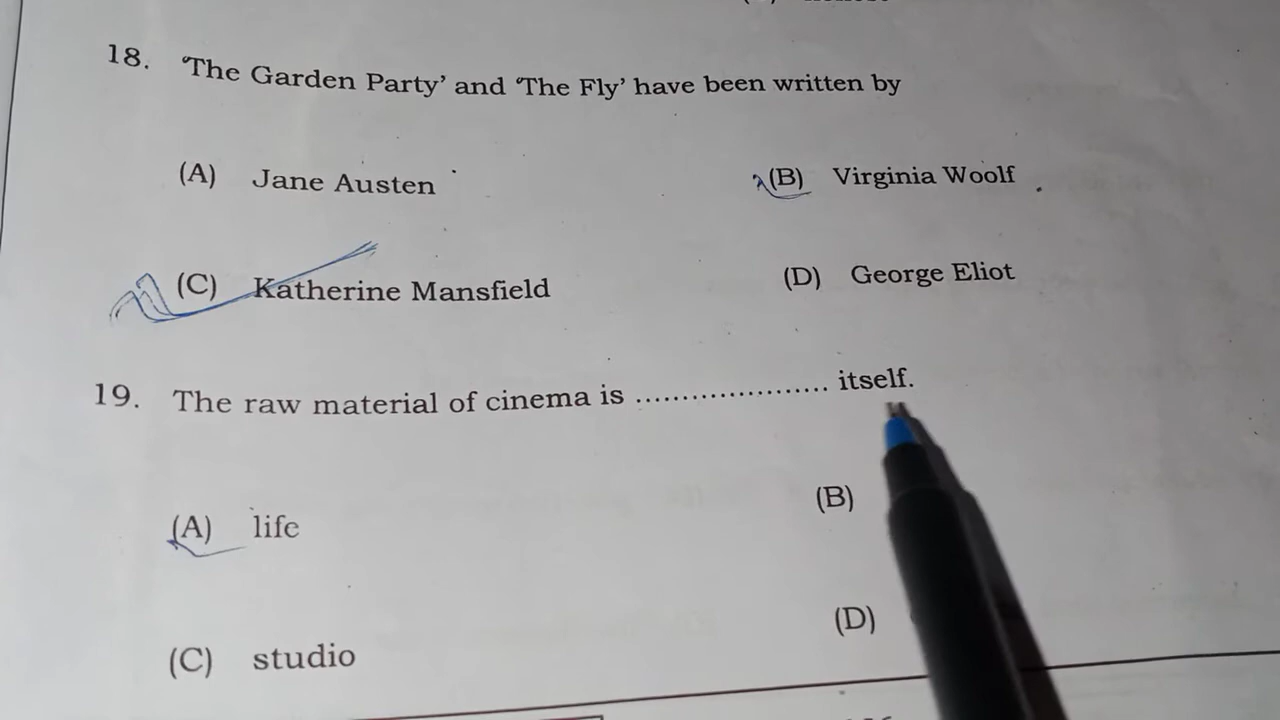 18. 'The Garden Party' and 'The Fly' have been written by
(A) Jane Austen
(B) Virginia Woolf
(C) Katherine Mansfield
(D) George Eliot
19. The raw material of cinema is .................... itself.
(A) life
(B)
(C) studio
(D)